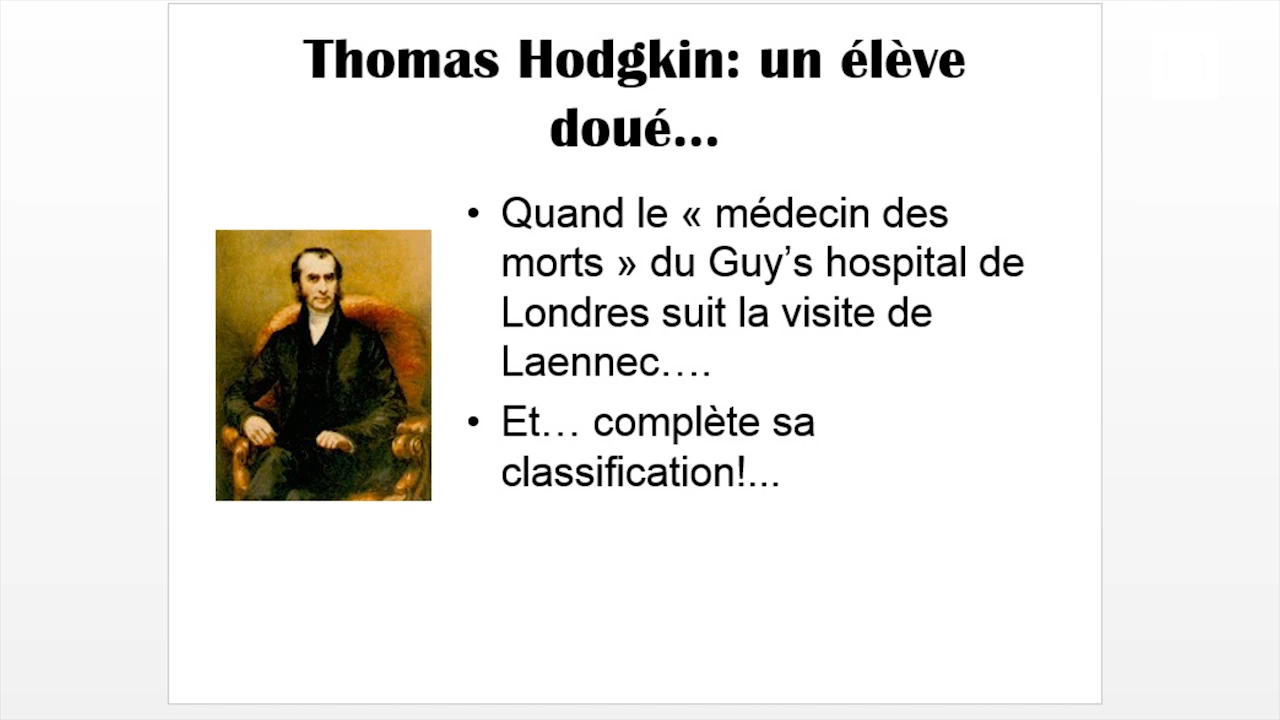 Thomas Hodgkin: un élève
doué...
• Quand le « médecin des
morts » du Guy’s hospital de
Londres suit la visite de
Laennec….
• Et… complète sa
classification!...